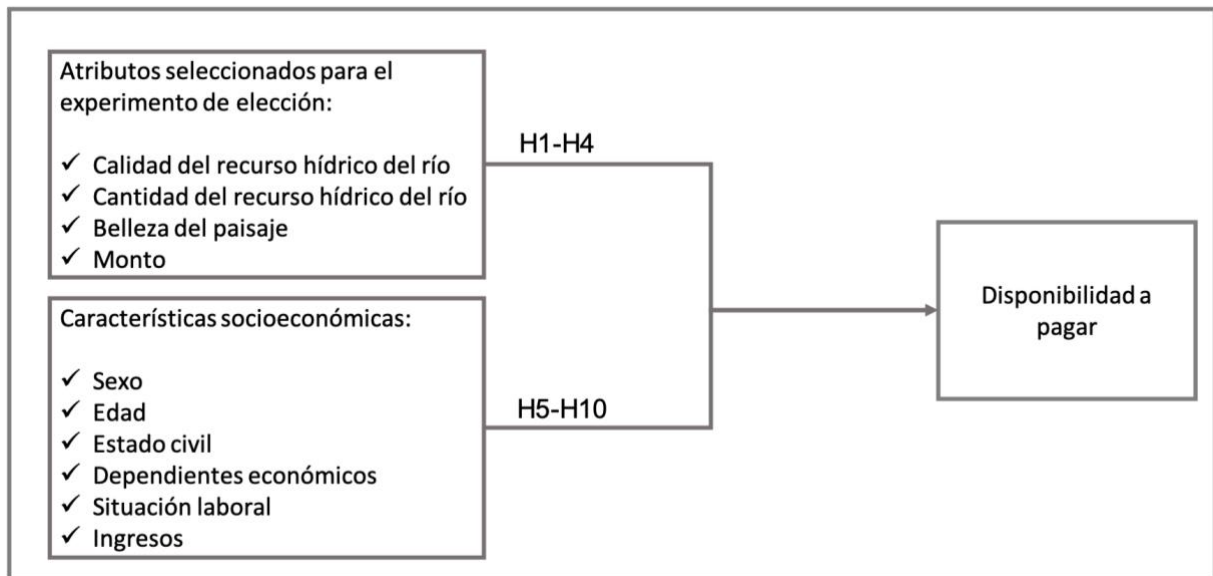 Atributos seleccionados para el
experimento de elección:
✓ Calidad del recurso hídrico del río
✓ Cantidad del recurso hídrico del río
✓ Belleza del paisaje
✓ Monto
H1-H4
Características socioeconómicas:
✓ Sexo
✓ Edad
✓ Estado civil
✓ Dependientes económicos
✓ Situación laboral
✓ Ingresos
H5-H10
Disponibilidad a
pagar